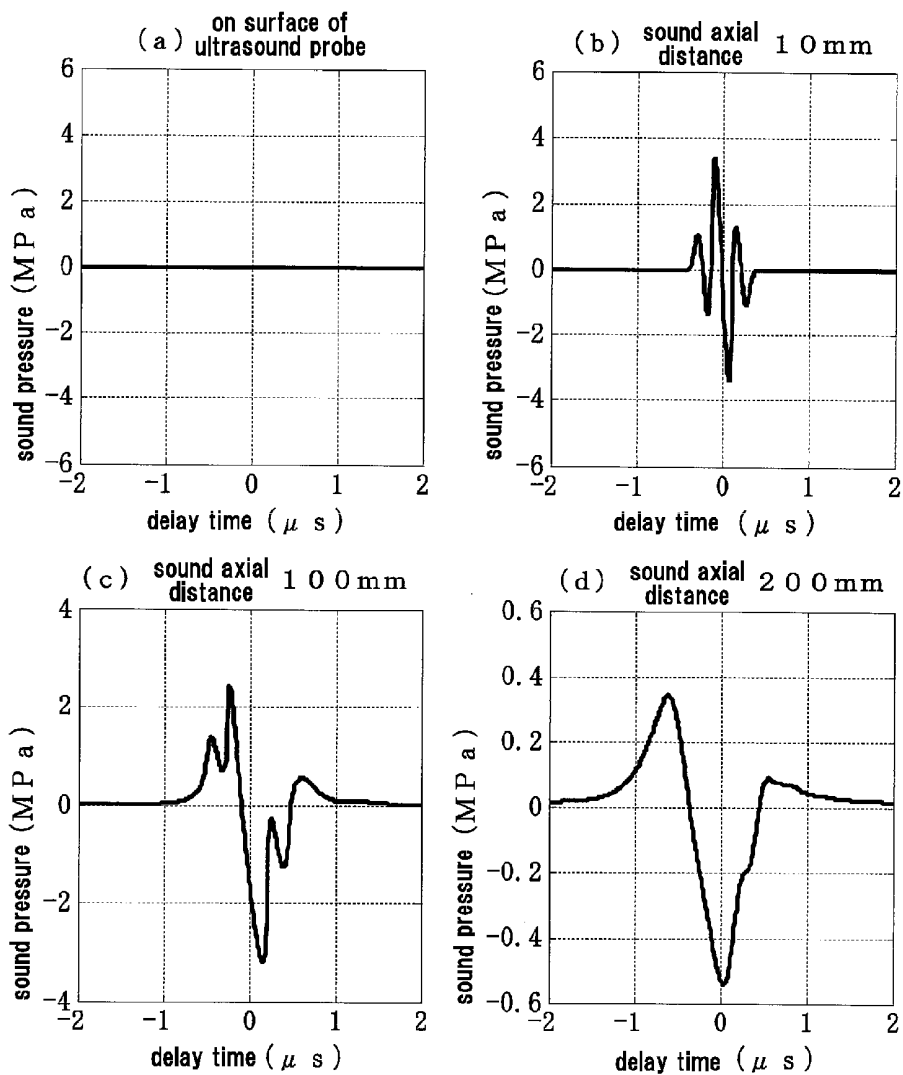 (a) on surface of
ultrasound probe
6
4
2
0
-2
-4
-6
-2 -1 0 1 2
sound pressure (MPa)
delay time (μ s)
(b) sound axial
distance 10mm
6
4
2
0
-2
-4
-6
-2 -1 0 1 2
sound pressure (MPa)
delay time (μ s)
(c) sound axial
distance 100mm
4
2
0
-2
-4
-2 -1 0 1 2
sound pressure (MPa)
delay time (μ s)
(d) sound axial
distance 200mm
0.6
0.4
0.2
0
-0.2
-0.4
-0.6
-2 -1 0 1 2
sound pressure (MPa)
delay time (μ s)